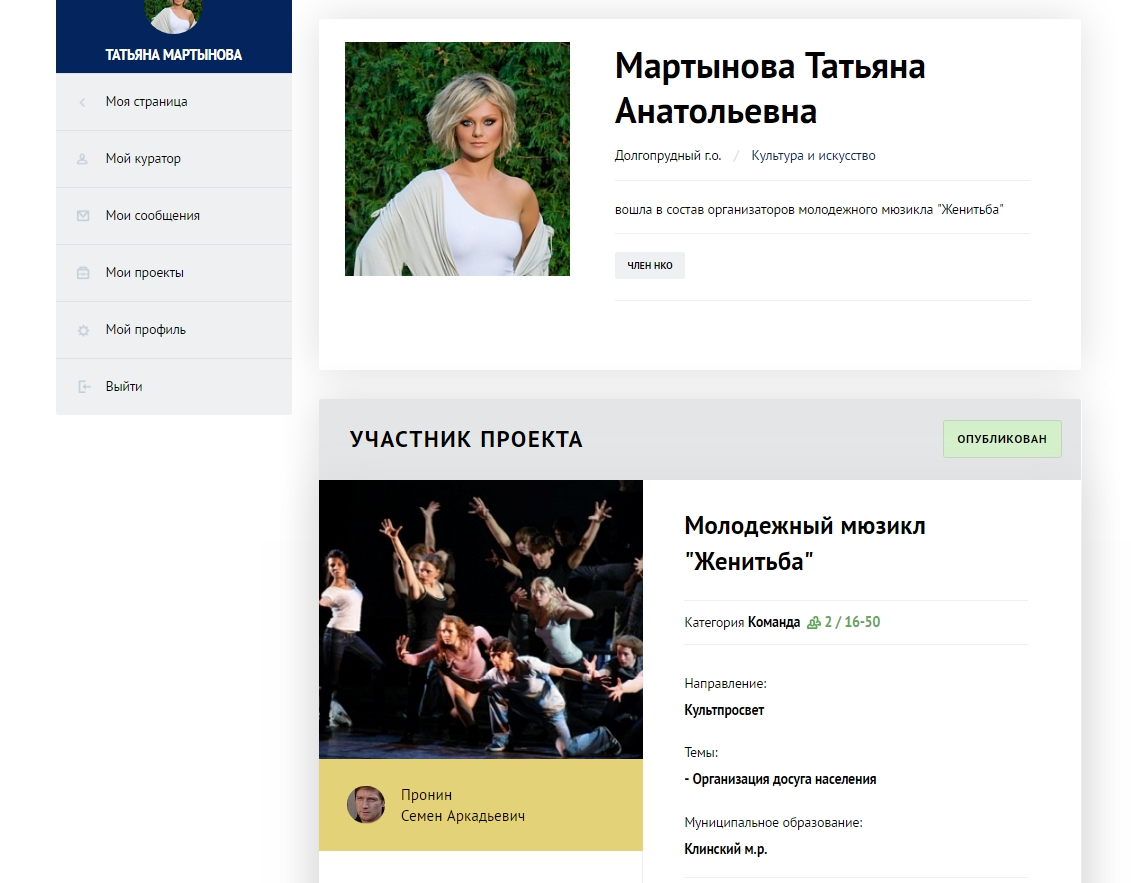 ТАТЬЯНА МАРТЫНОВА
Моя страница
Мой куратор
Мои сообщения
Мои проекты
Мой профиль
Выйти
Мартынова Татьяна
Анатольевна
Долгопрудный г.о. / Культура и искусство
вошла в состав организаторов молодежного мюзикла "Женитьба"
ЧЛЕН НКО
УЧАСТНИК ПРОЕКТА
ОПУБЛИКОВАН
Молодежный мюзикл
"Женитьба"
Категория Команда 2 / 16-50
Направление:
Культпросвет
Темы:
- Организация досуга населения
Муниципальное образование:
Клинский м.р.
Пронин
Семен Аркадьевич